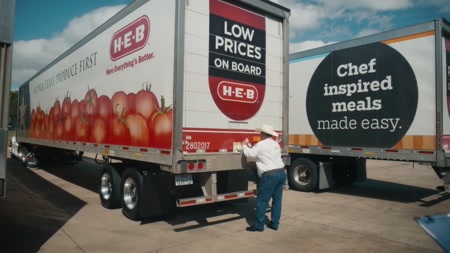 PRODUCE FIRST
H-E-B
Here Everything's Better.
LOW
PRICES
ON BOARD
H-E-B
2802017
Chef
inspired
meals
made easy.